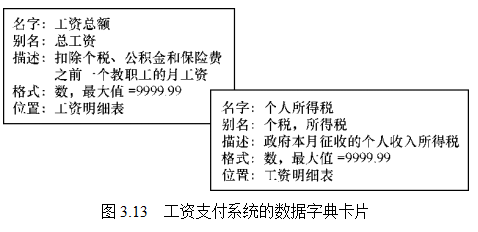 名字：工资总额
别名：总工资
描述：扣除个税、公积金和保险费
之前一个教职工的月工资
格式：数，最大值=9999.99
位置：工资明细表
名字：个人所得税
别名：个税，所得税
描述：政府本月征收的个人收入所得税
格式：数，最大值=9999.99
位置：工资明细表
图 3.13 工资支付系统的数据字典卡片